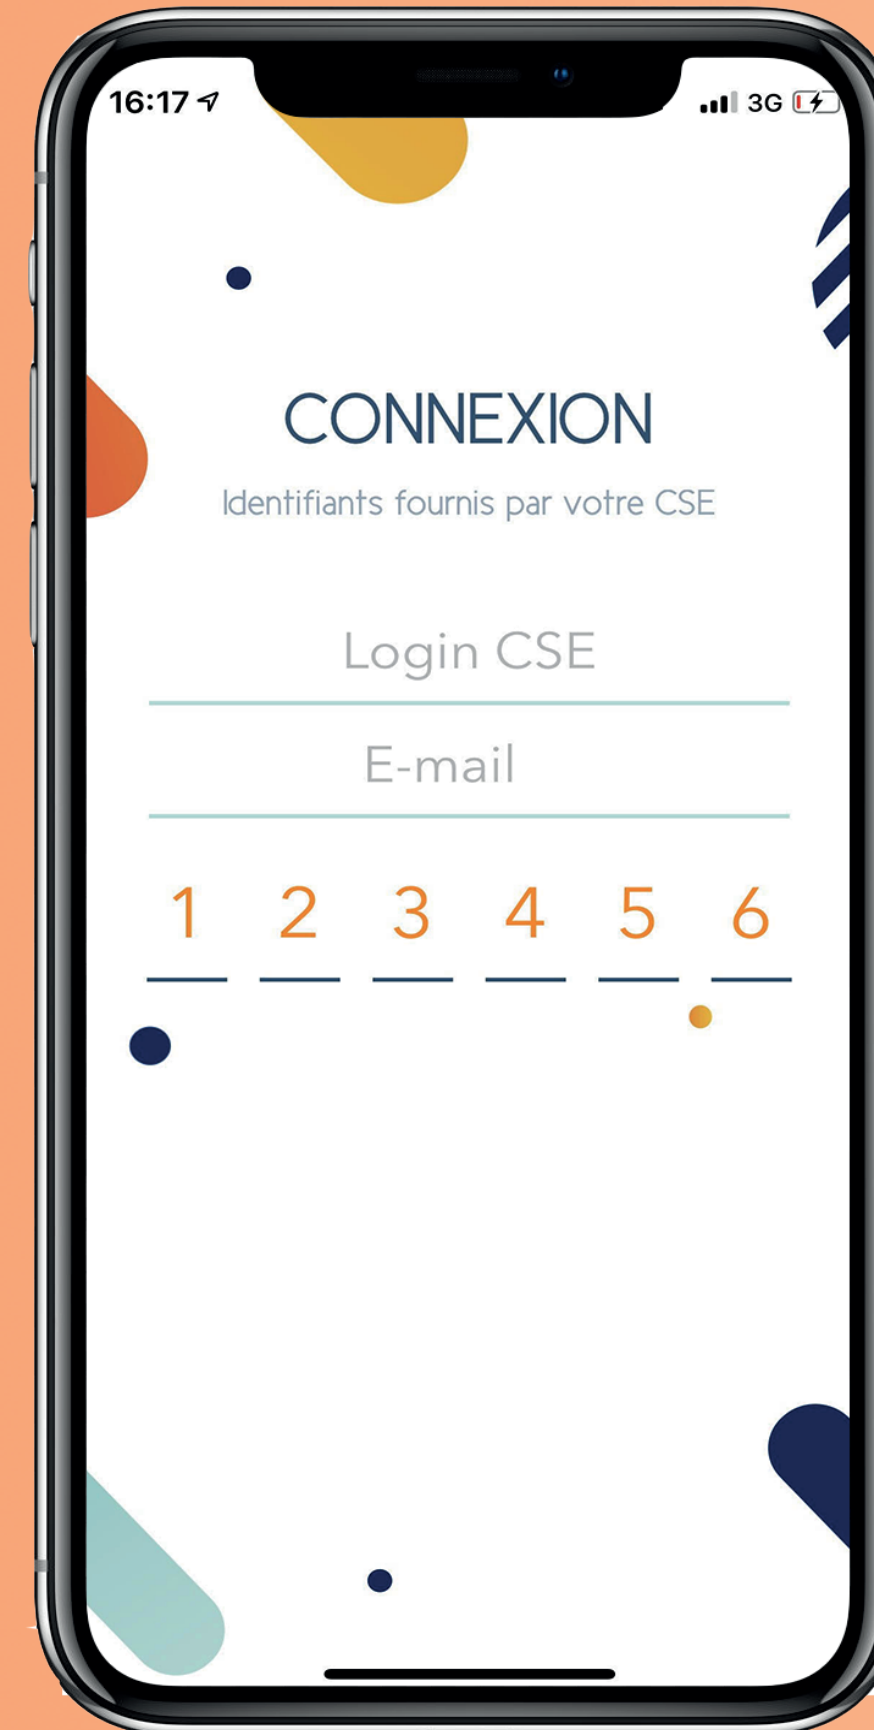 16:17 3G
CONNEXION
Identifiants fournis par votre CSE
Login CSE
E-mail
1 2 3 4 5 6